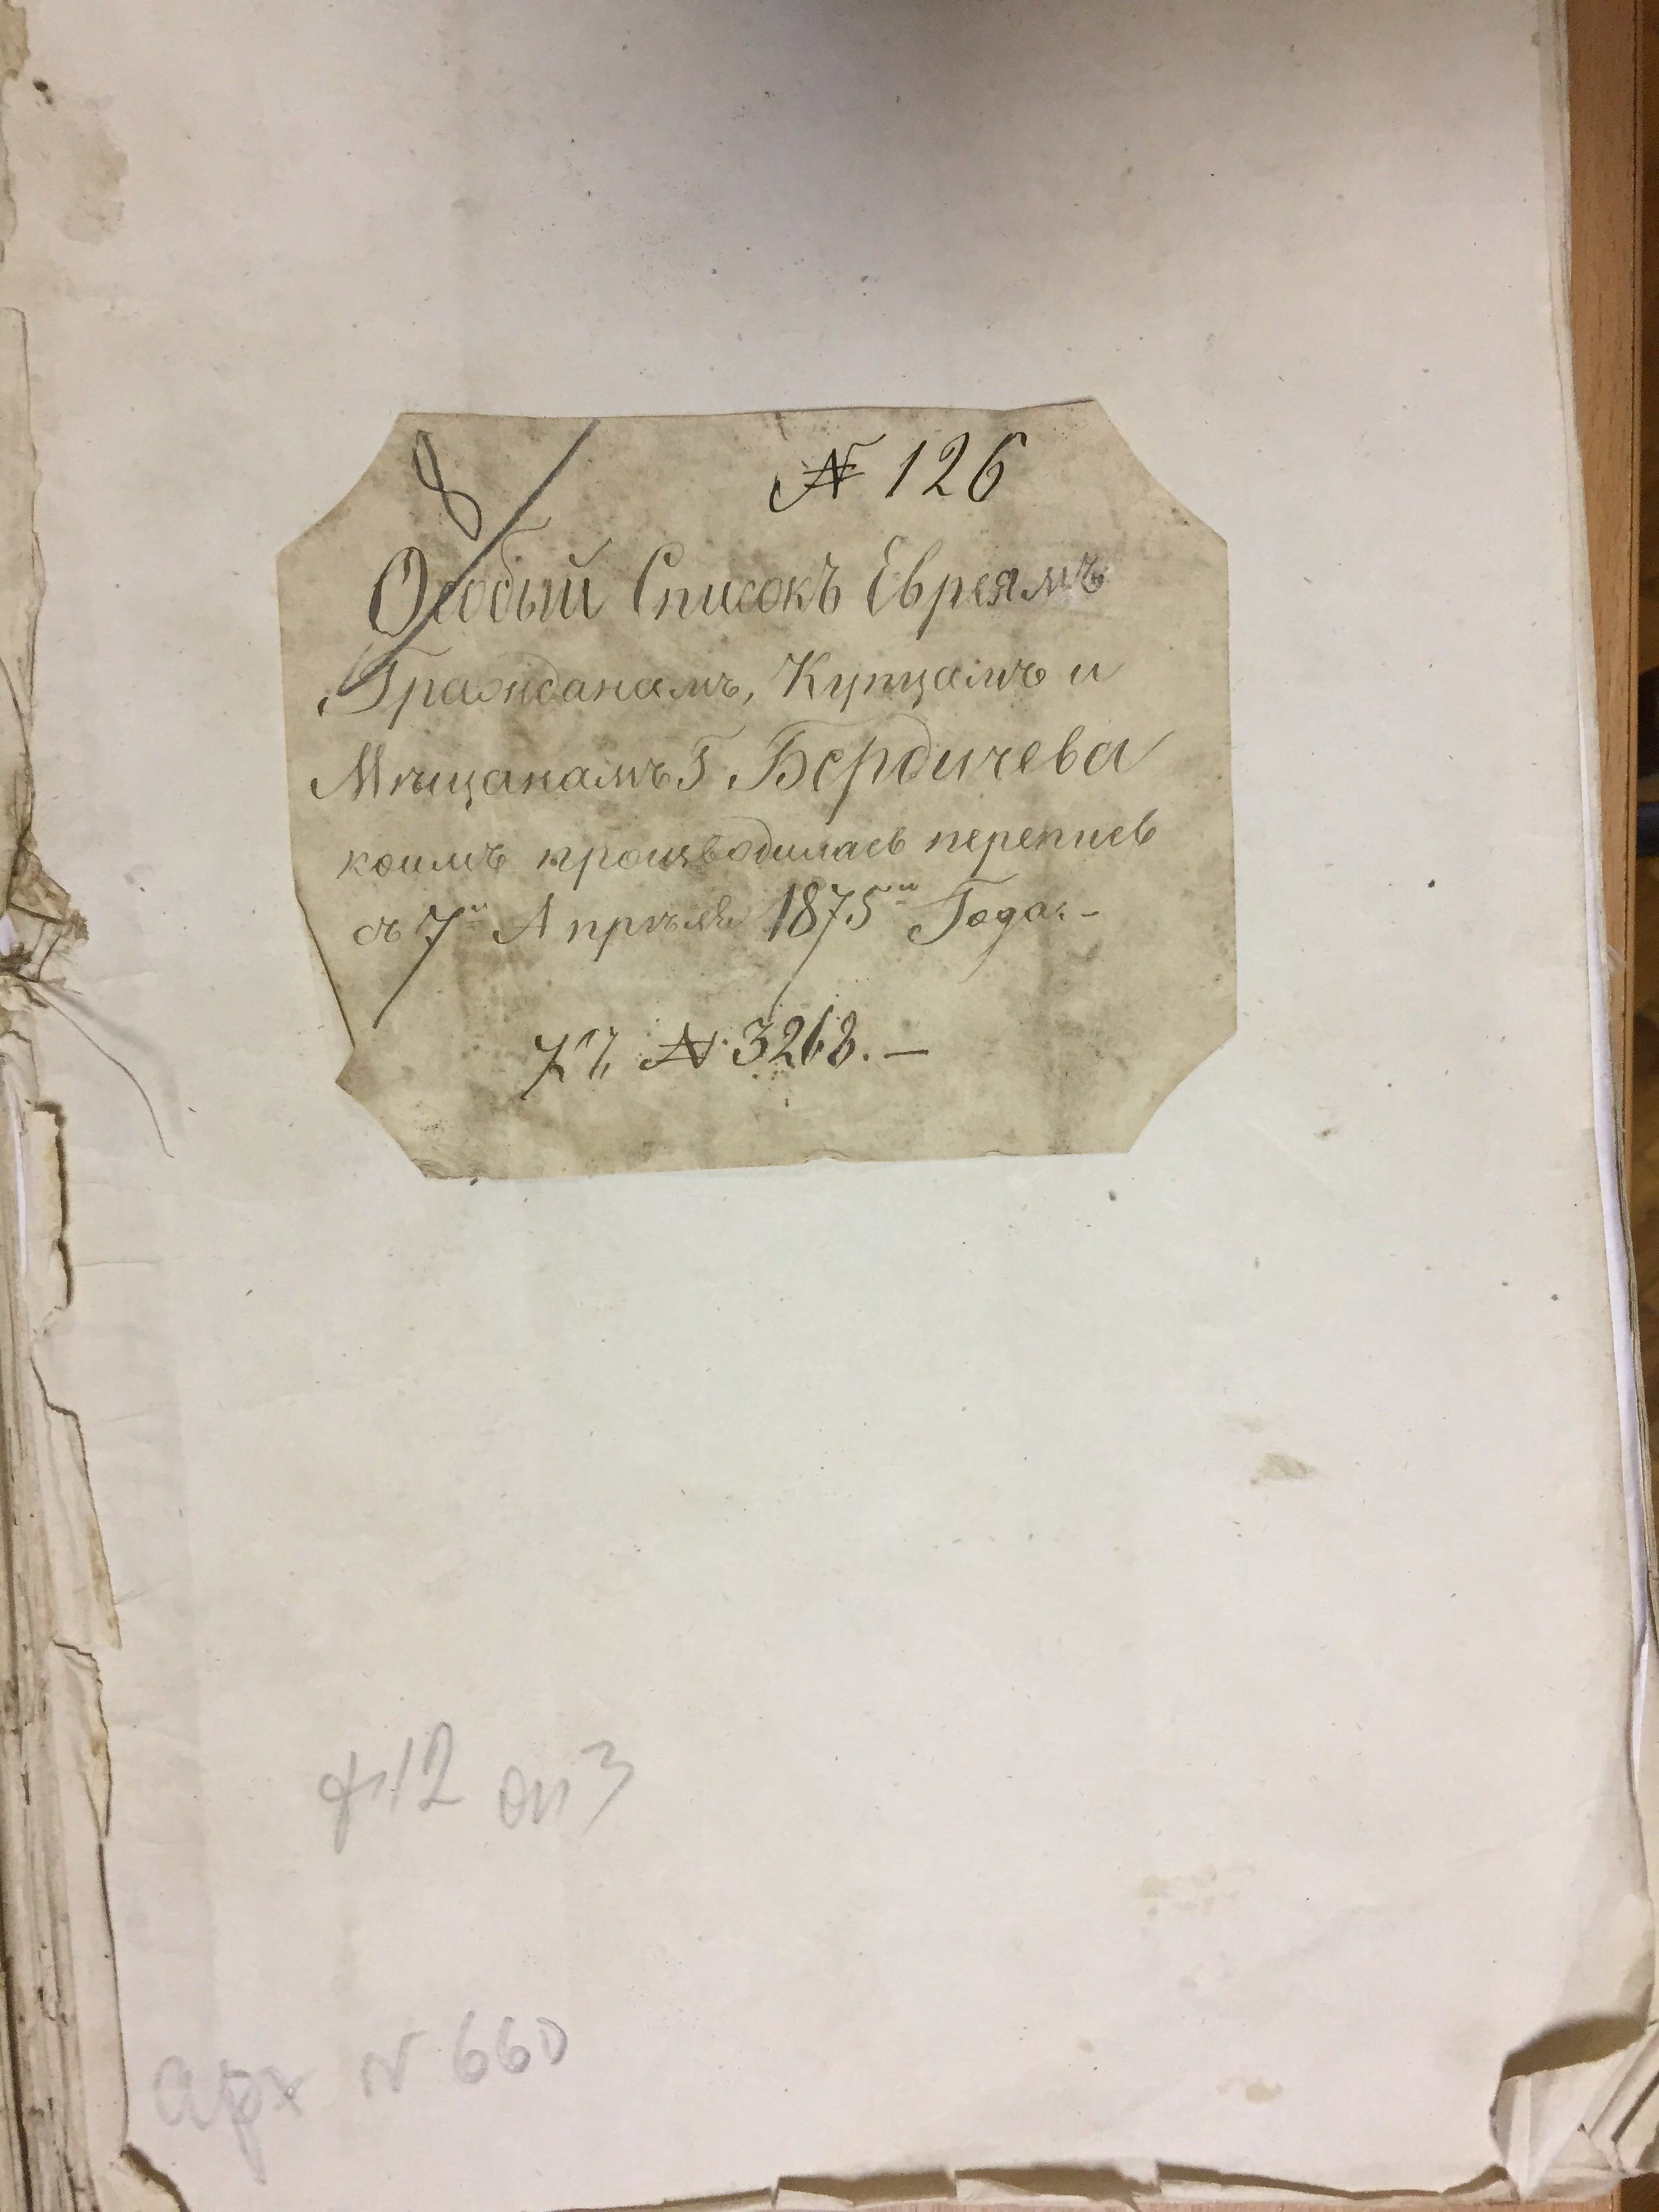 8
№ 126
Особый Списокъ Евреямъ
Гражданамъ, Купцамъ и
Мѣщанамъ Г. Бердичева
коимъ производилась перепись
съ 7го Апрѣля 1875го Года.-
№ 3268.-
ф 12 оп 3
арх № 660